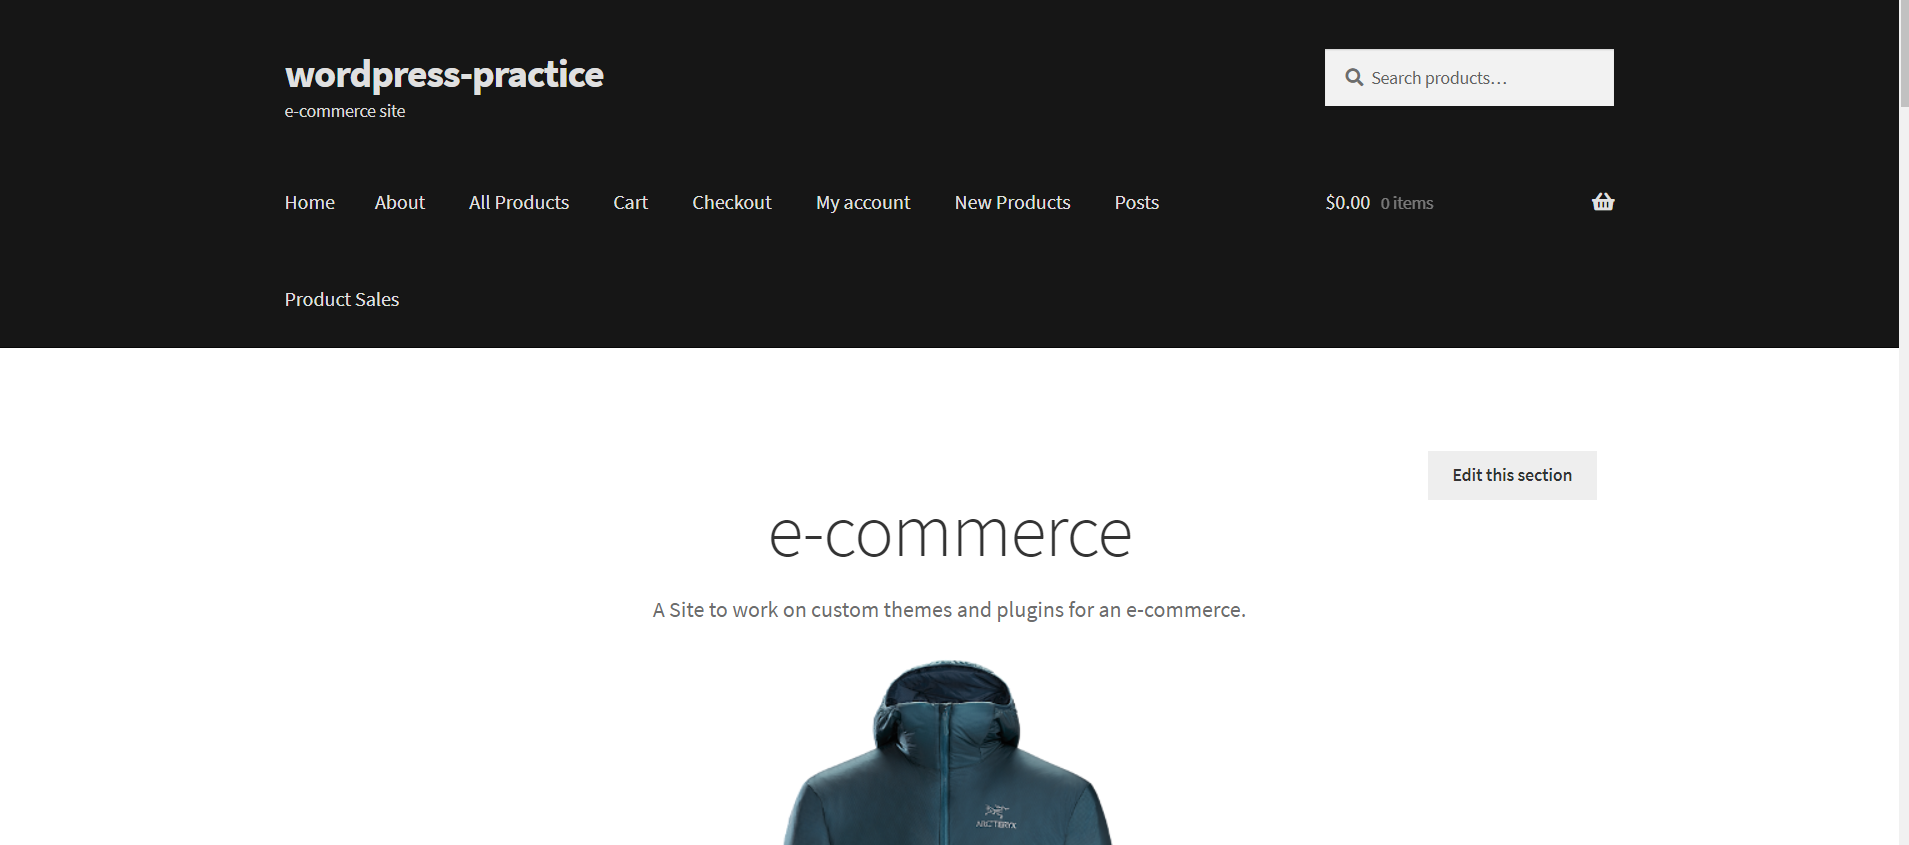 wordpress-practice
e-commerce site
Search products…
Home About All Products Cart Checkout My account New Products Posts $0.00 0 items
Product Sales
Edit this section
e-commerce
A Site to work on custom themes and plugins for an e-commerce.
ARC'TERYX